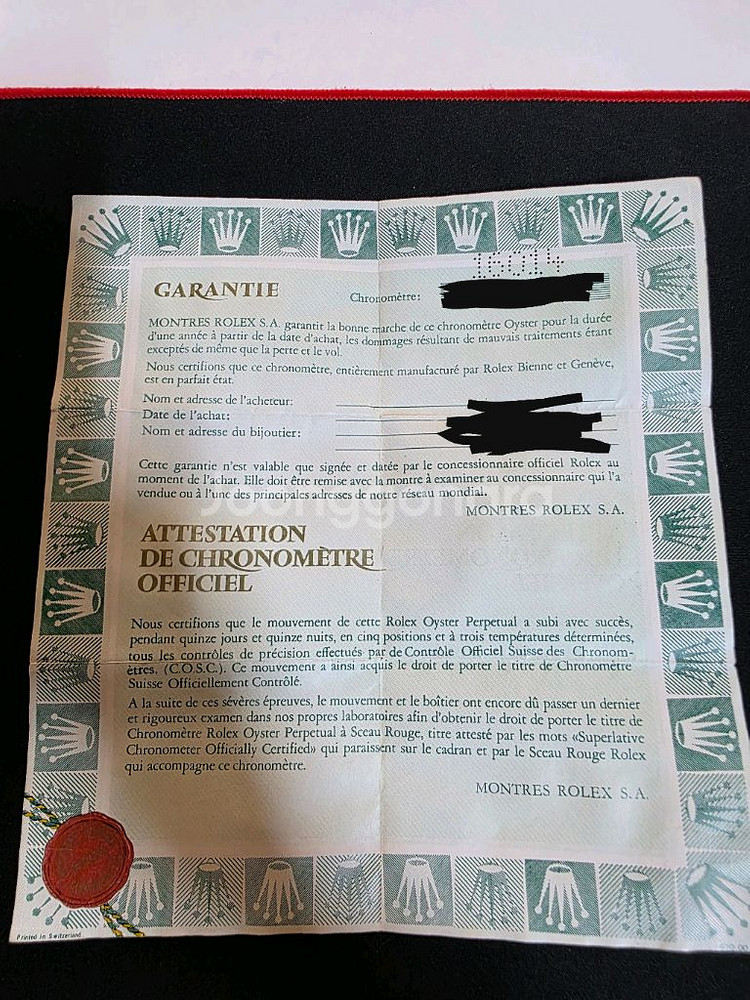 16014
GARANTIE
Chronomètre:
MONTRES ROLEX S.A. garantit la bonne marche de ce chronomètre Oyster pour la durée
d'une année à partir de la date d'achat, les dommages résultant de mauvais traitements étant
exceptés de même que la perte et le vol.
Nous certifions que ce chronomètre, entièrement manufacturé par Rolex Bienne et Genève,
est en parfait état.
Nom et adresse de l'acheteur:
Date de l'achat:
Nom et adresse du bijoutier:
Cette garantie n'est valable que signée et datée par le concessionnaire officiel Rolex au
moment de l'achat. Elle doit être remise avec la montre à examiner au concessionnaire qui l'a
vendue ou à l'une des principales adresses de notre réseau mondial.
MONTRES ROLEX S.A.
Joonggonara
ATTESTATION
DE CHRONOMÈTRE
OFFICIEL
Nous certifions que le mouvement de cette Rolex Oyster Perpetual a subi avec succès,
pendant quinze jours et quinze nuits, en cinq positions et à trois températures déterminées,
tous les contrôles de précision effectués par de Contrôle Officiel Suisse des Chronom-
ètres, (C.O.S.C.). Ce mouvement a ainsi acquis le droit de porter le titre de Chronomètre
Suisse Officiellement Contrôlé.
A la suite de ces sévères épreuves, le mouvement et le boîtier ont encore dû passer un dernier
et rigoureux examen dans nos propres laboratoires afin d'obtenir le droit de porter le titre de
Chronomètre Rolex Oyster Perpetual à Sceau Rouge, titre attesté par les mots «Superlative
Chronometer Officially Certified» qui paraissent sur le cadran et par le Sceau Rouge Rolex
qui accompagne ce chronomètre.
MONTRES ROLEX S.A.
Printed in Switzerland